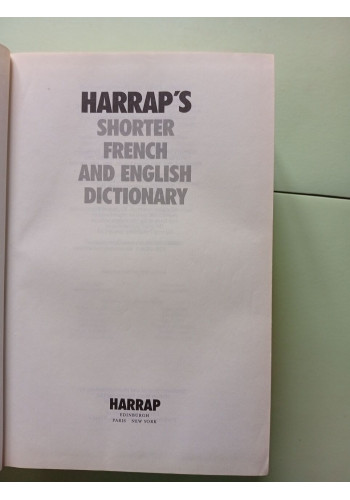 HARRAP'S
SHORTER
FRENCH
AND ENGLISH
DICTIONARY
HARRAP
EDINBURGH
PARIS NEW YORK